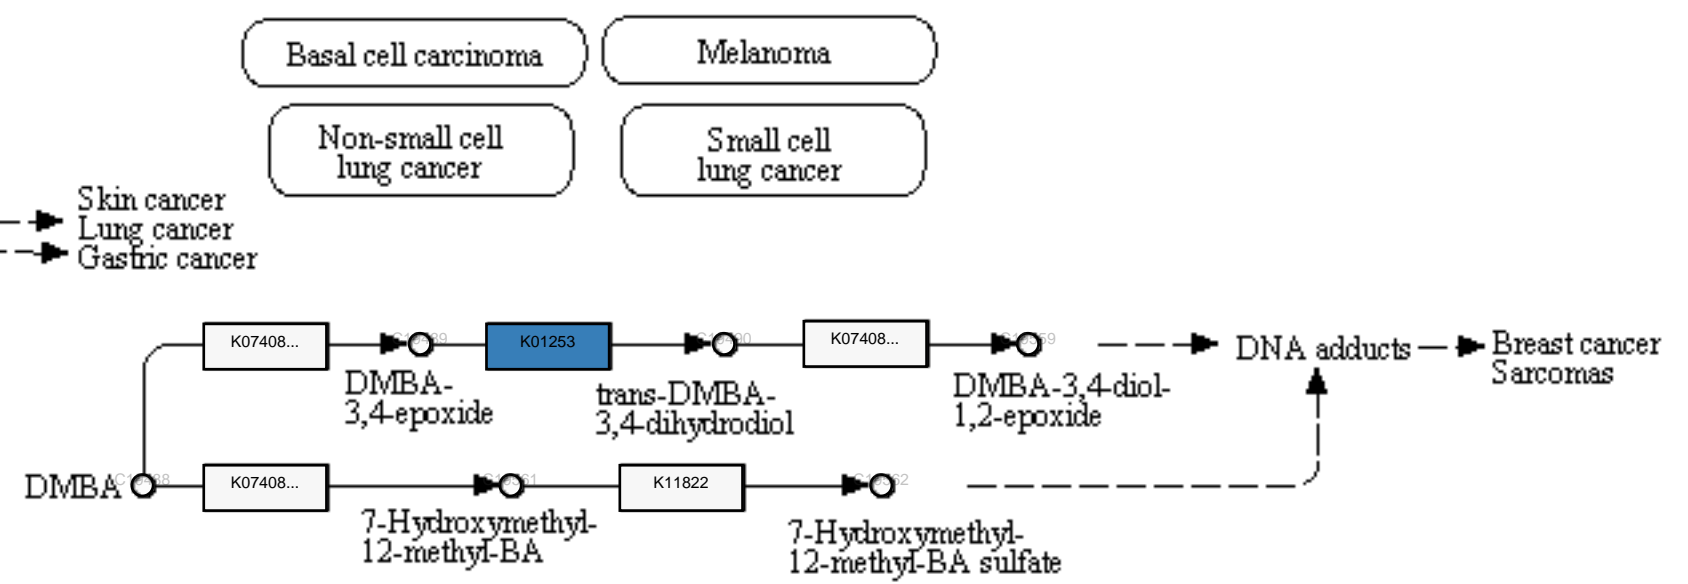 Basal cell carcinoma
Melanoma
Non-small cell
lung cancer
Small cell
lung cancer
Skin cancer
Lung cancer
Gastric cancer
K07408...
K01253
K07408...
DMBA-
3,4-epoxide
trans-DMBA-
3,4-dihydrodiol
DMBA-3,4-diol-
1,2-epoxide
DNA adducts
Breast cancer
Sarcomas
DMBA
K07408...
K11822
7-Hydroxymethyl-
12-methyl-BA
7-Hydroxymethyl-
12-methyl-BA sulfate